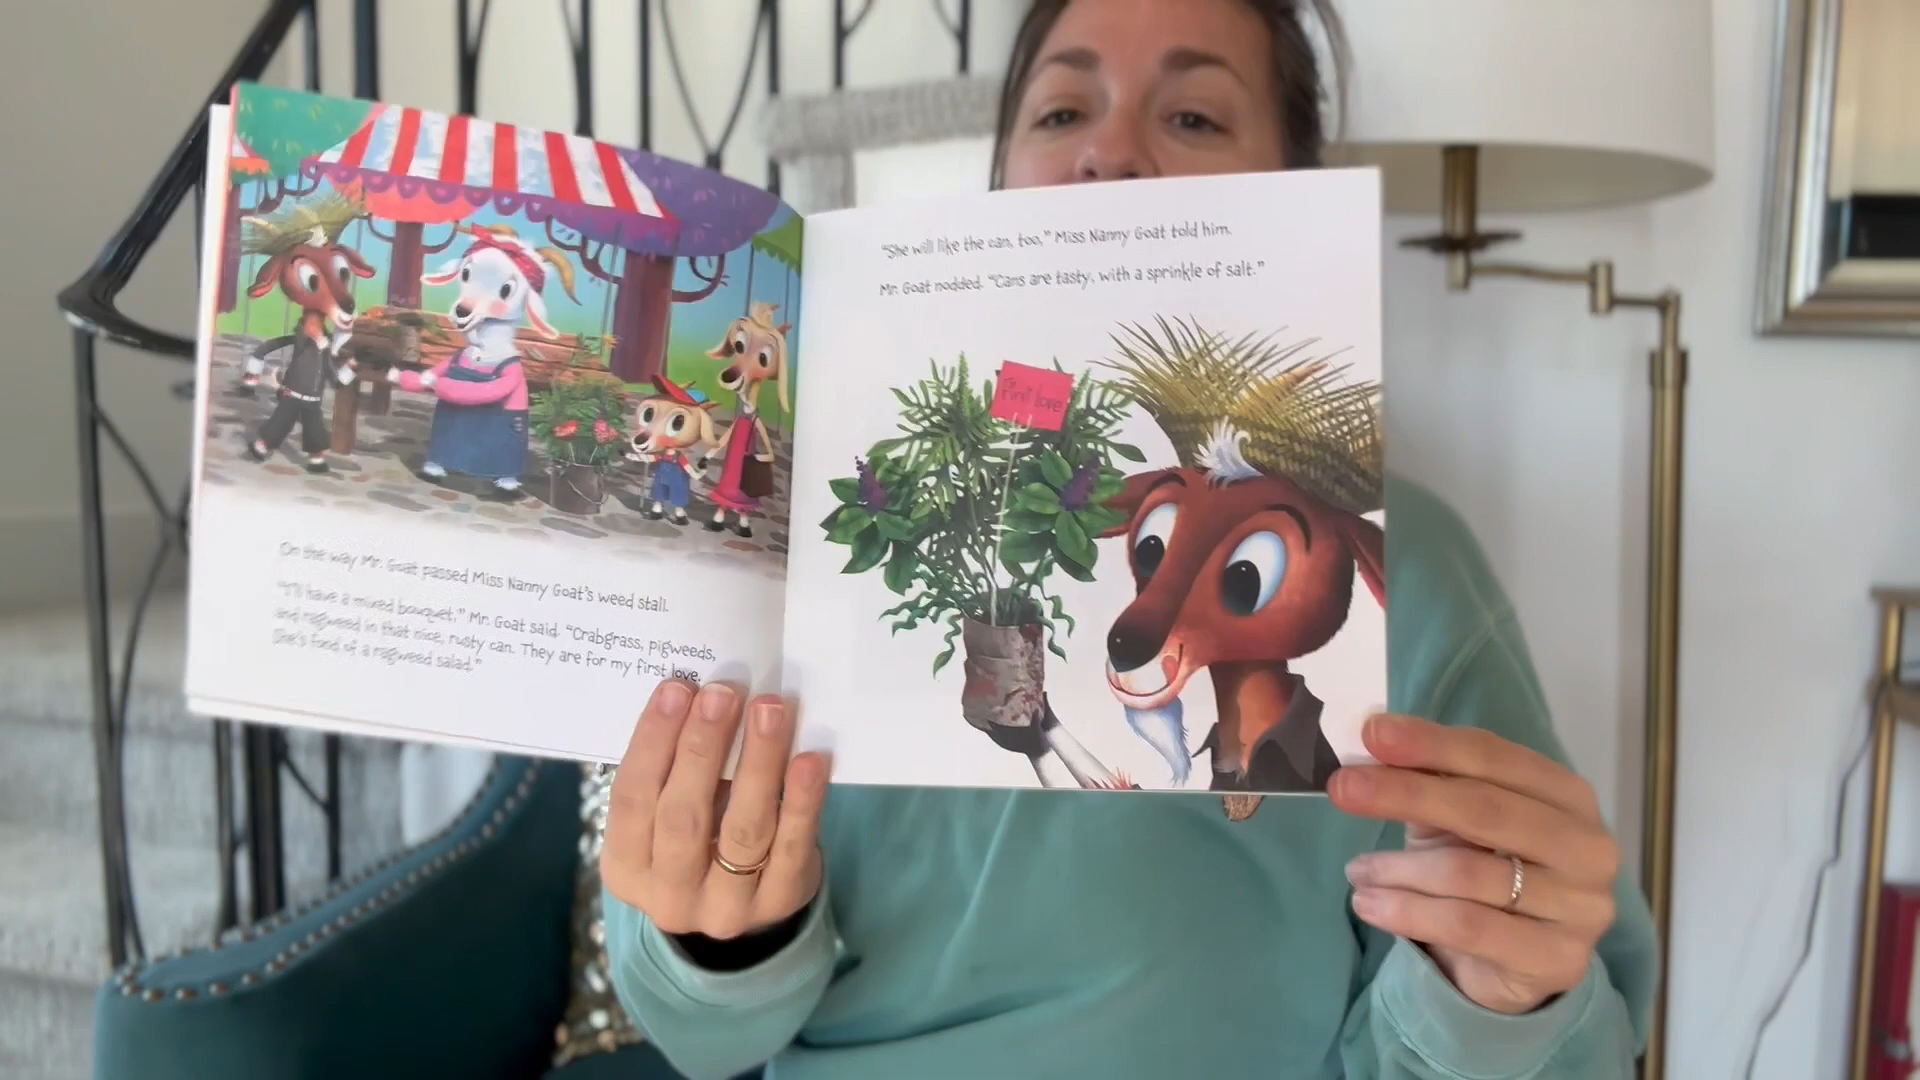 On the way Mr. Goat passed Miss Nanny Goat's weed stall.
"I'll have a mixed bouquet," Mr. Goat said. "Crabgrass, pigweeds,
and ragweed in that nice, rusty can. They are for my first love.
She's fond of a ragweed salad."
"She will like the can, too," Miss Nanny Goat told him.
Mr. Goat nodded. "Cans are tasty, with a sprinkle of salt."
First love